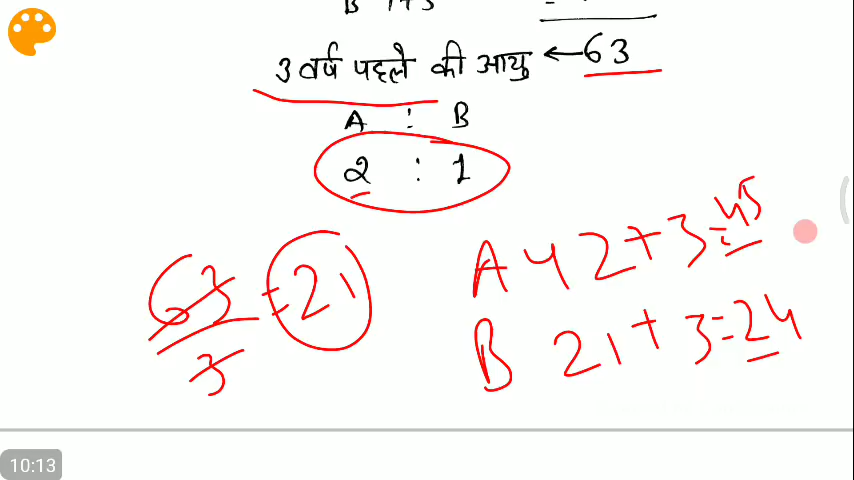 3 वर्ष पहले की आयु ← 63
A : B
2 : 1
63/3 = 21
A 42 + 3 = 45
B 21 + 3 = 24
10:13